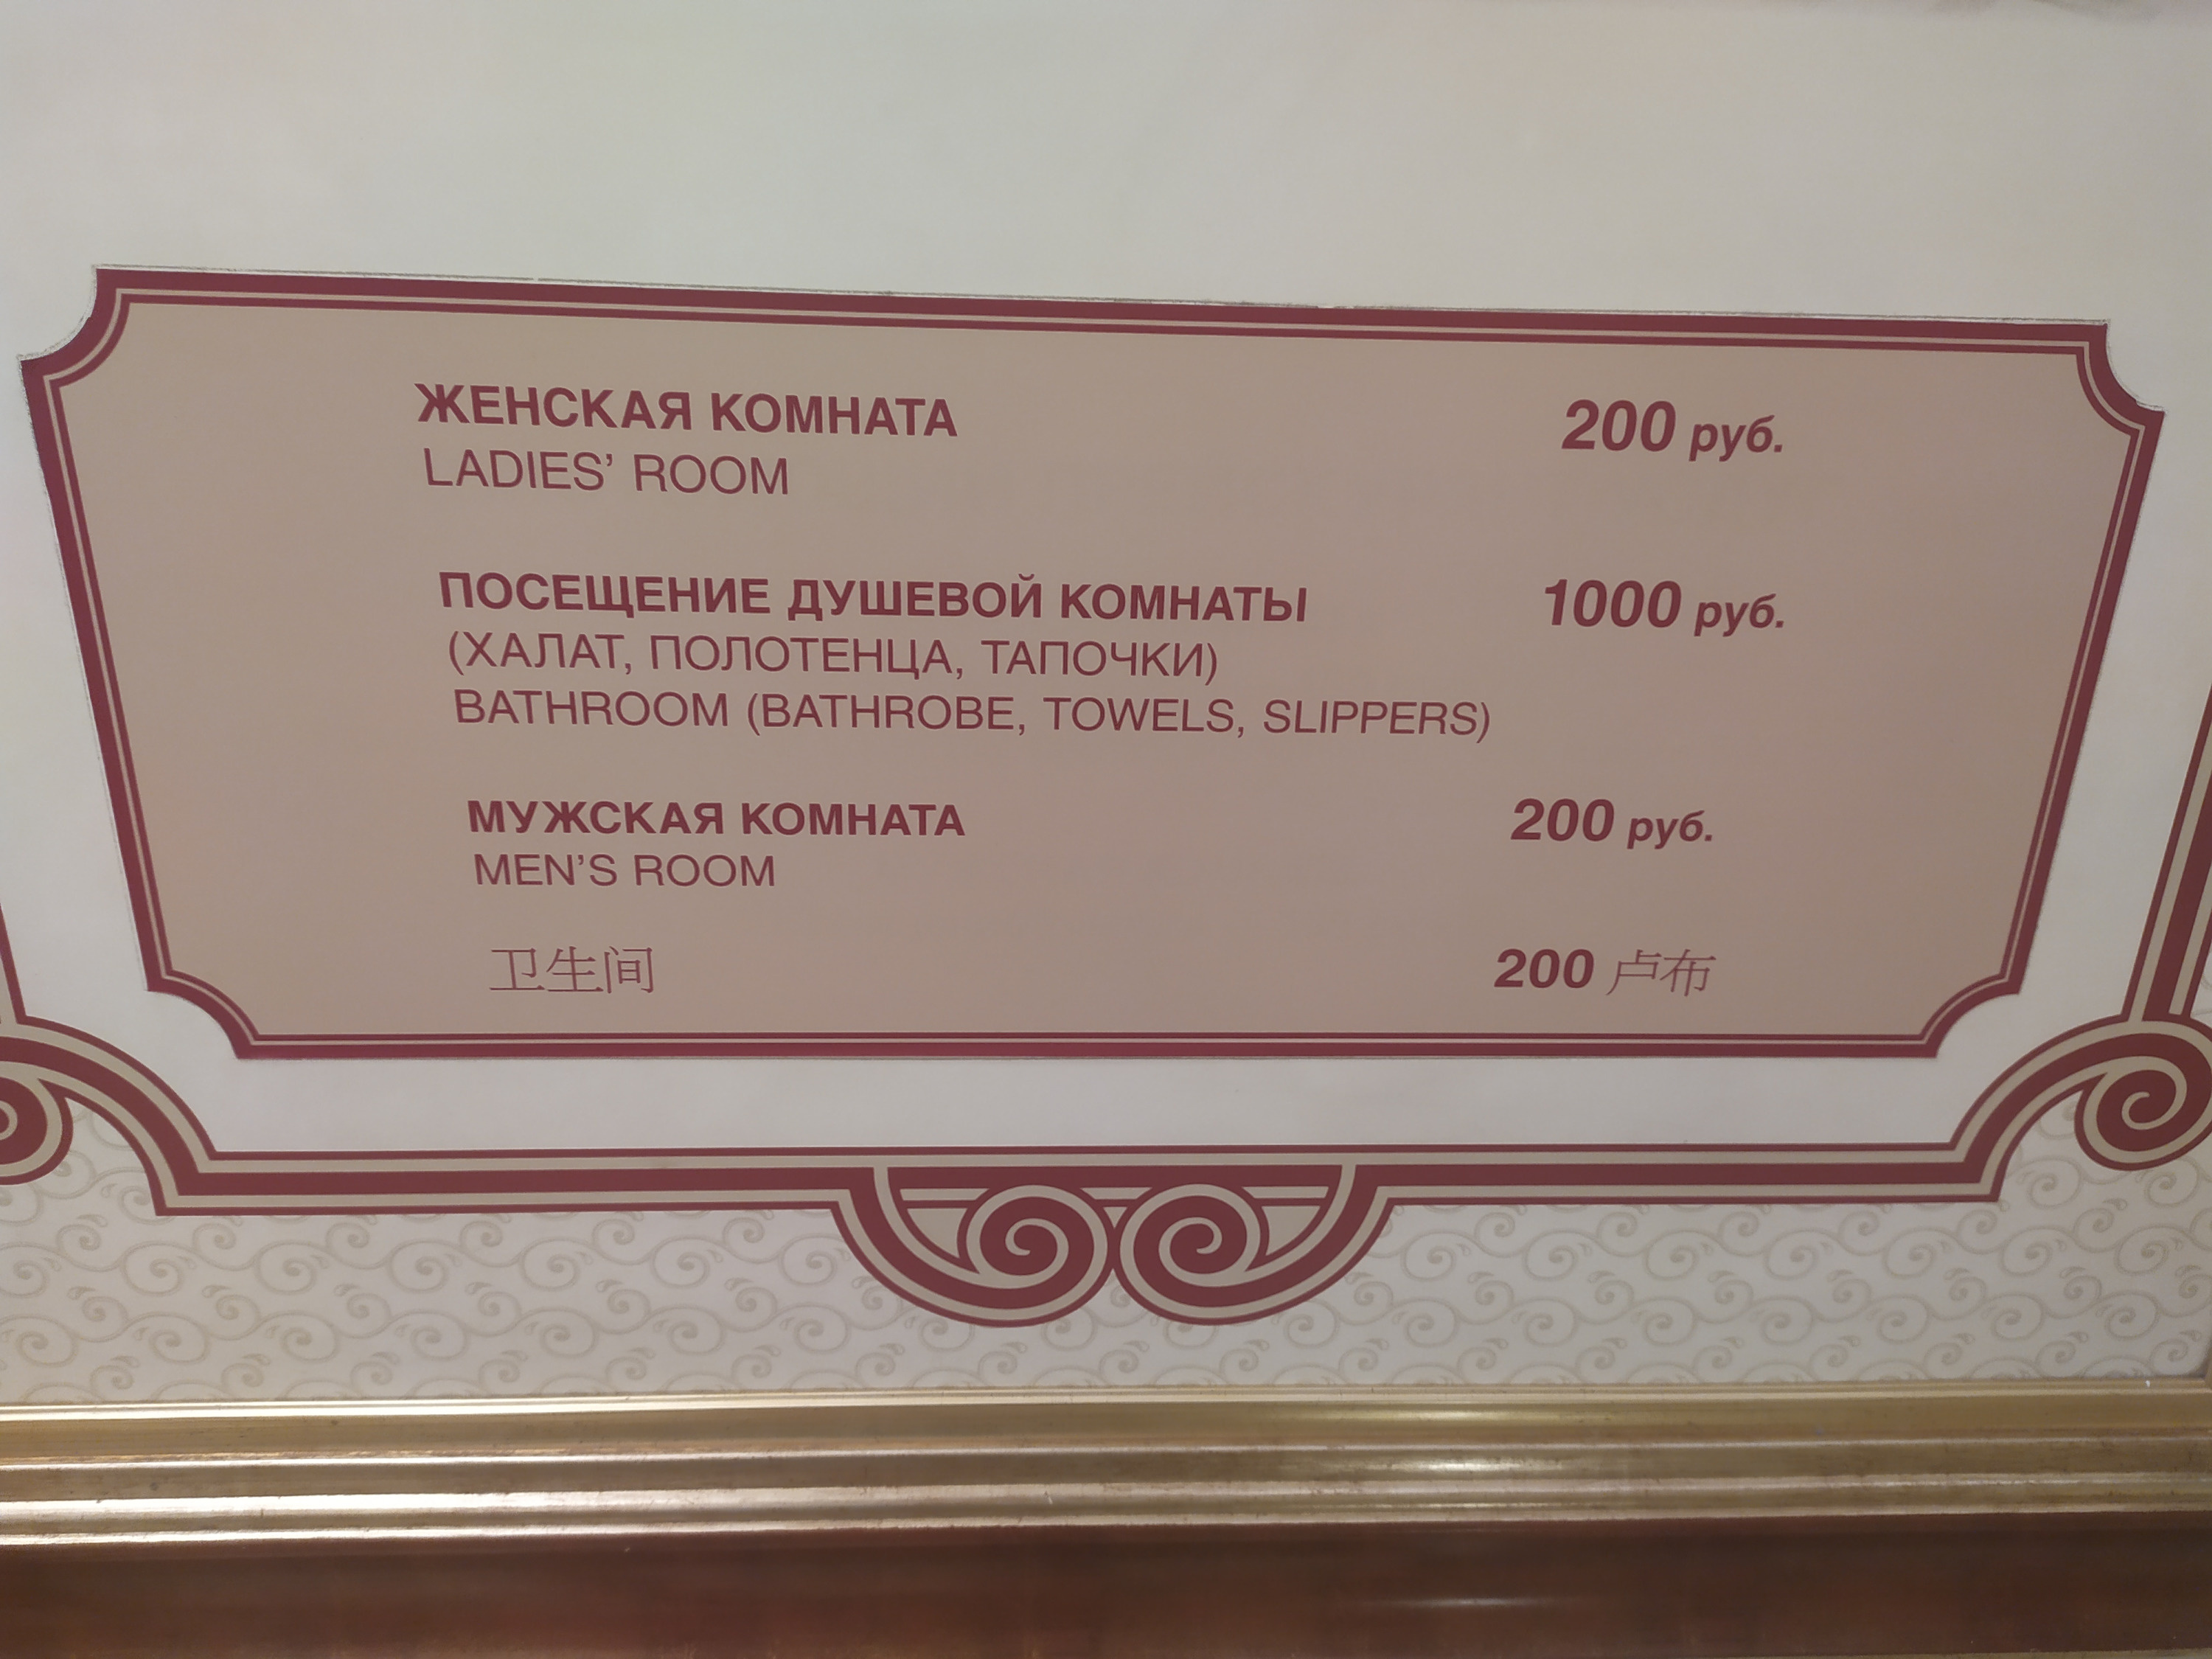 ЖЕНСКАЯ КОМНАТА 200 руб.
LADIES' ROOM
ПОСЕЩЕНИЕ ДУШЕВОЙ КОМНАТЫ 1000 руб.
(ХАЛАТ, ПОЛОТЕНЦА, ТАПОЧКИ)
BATHROOM (BATHROBE, TOWELS, SLIPPERS)
МУЖСКАЯ КОМНАТА 200 руб.
MEN'S ROOM
卫生间 200 卢布